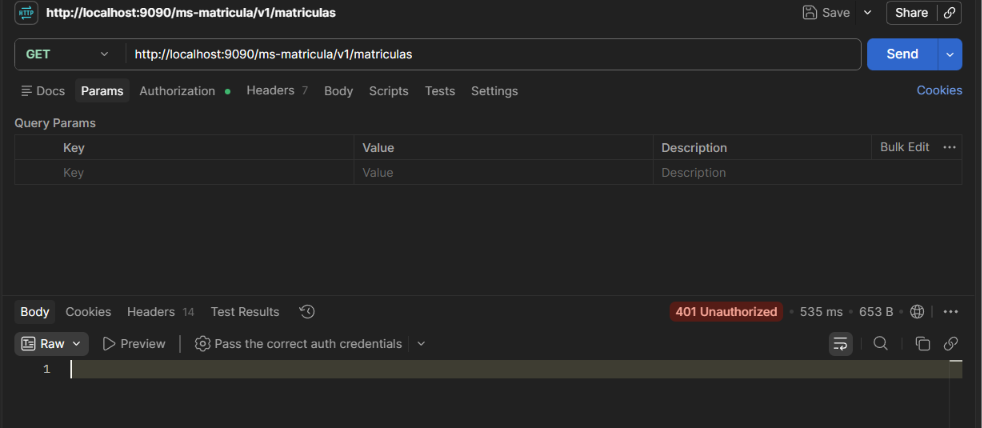 HTTP http://localhost:9090/ms-matricula/v1/matriculas Save Share
GET http://localhost:9090/ms-matricula/v1/matriculas Send
Docs Params Authorization Headers 7 Body Scripts Tests Settings Cookies
Query Params
Key Value Description Bulk Edit
Key Value Description
Body Cookies Headers 14 Test Results 401 Unauthorized 535 ms 653 B
Raw Preview Pass the correct auth credentials
1